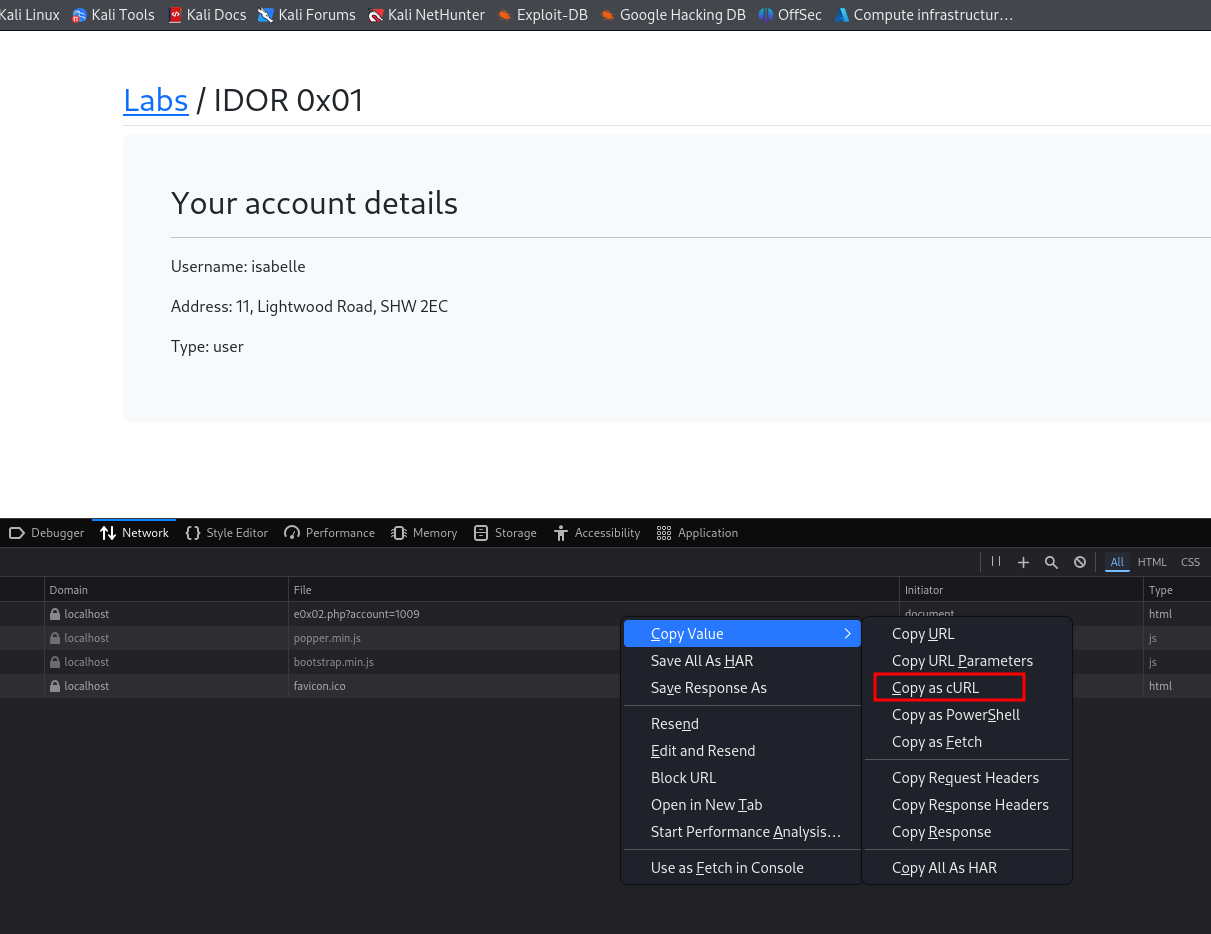 Kali Linux Kali Tools Kali Docs Kali Forums Kali NetHunter Exploit-DB Google Hacking DB OffSec Compute infrastructur…
Labs / IDOR 0x01
Your account details
Username: isabelle
Address: 11, Lightwood Road, SHW 2EC
Type: user
Debugger Network Style Editor Performance Memory Storage Accessibility Application
All HTML CSS
Domain File Initiator Type
localhost e0x02.php?account=1009 document html
localhost popper.min.js js
localhost bootstrap.min.js js
localhost favicon.ico html
Copy Value
Save All As HAR
Save Response As
Resend
Edit and Resend
Block URL
Open in New Tab
Start Performance Analysis…
Use as Fetch in Console
Copy URL
Copy URL Parameters
Copy as cURL
Copy as PowerShell
Copy as Fetch
Copy Request Headers
Copy Response Headers
Copy Response
Copy All As HAR